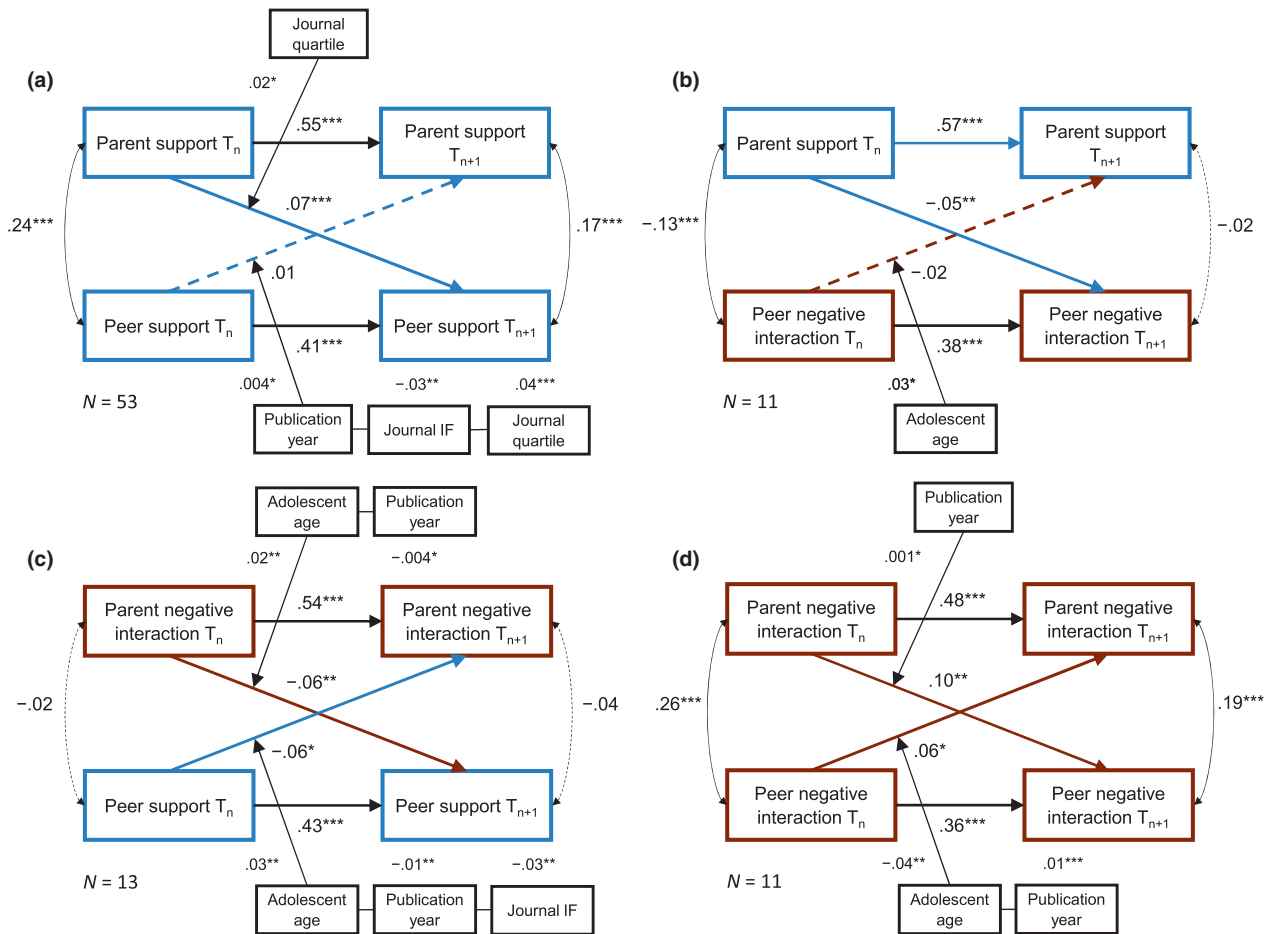 Journal
quartile
(a)
.02*
Parent support Tn
.55***
Parent support
Tn+1
.07***
.24***
.17***
.01
Peer support Tn
.41***
Peer support Tn+1
N = 53
.004*
−.03**
.04***
Publication
year
Journal IF
Journal
quartile
(b)
Parent support Tn
.57***
Parent support
Tn+1
−.05**
−.13***
−.02
−.02
Peer negative
interaction Tn
.38***
Peer negative
interaction Tn+1
.03*
N = 11
Adolescent
age
Adolescent
age
Publication
year
(c)
.02**
−.004*
Parent negative
interaction Tn
.54***
Parent negative
interaction Tn+1
−.06**
−.02
−.04
−.06*
Peer support Tn
.43***
Peer support Tn+1
N = 13
.03**
−.01**
−.03**
Adolescent
age
Publication
year
Journal IF
Publication
year
(d)
.001*
Parent negative
interaction Tn
.48***
Parent negative
interaction Tn+1
.10**
.26***
.19***
.06*
Peer negative
interaction Tn
.36***
Peer negative
interaction Tn+1
N = 11
−.04**
.01***
Adolescent
age
Publication
year